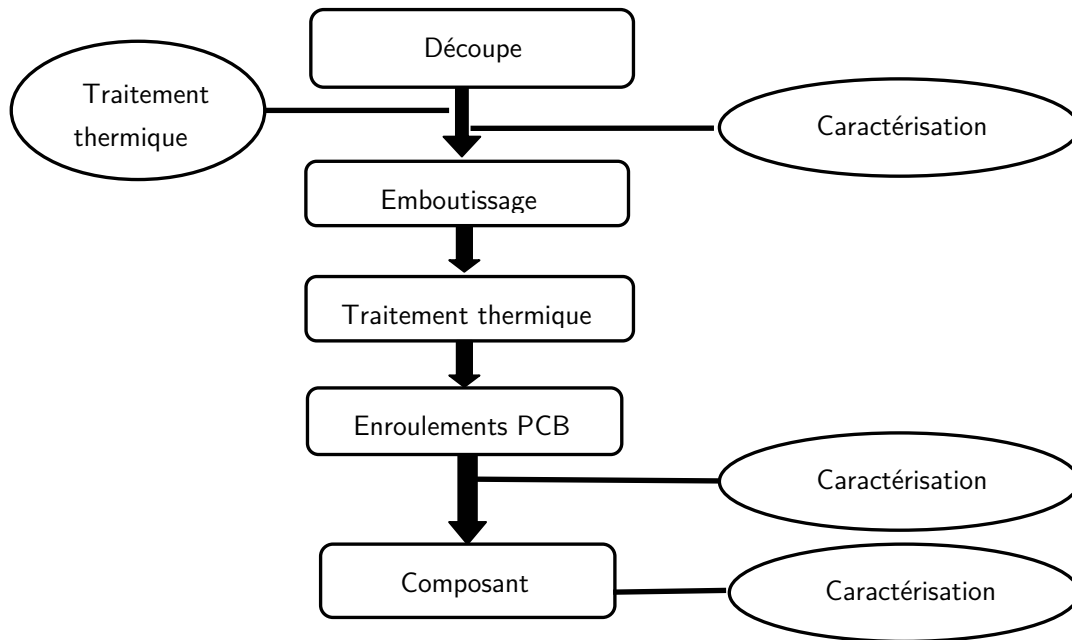 Découpe
Traitement
thermique
Caractérisation
Emboutissage
Traitement thermique
Enroulements PCB
Caractérisation
Composant
Caractérisation